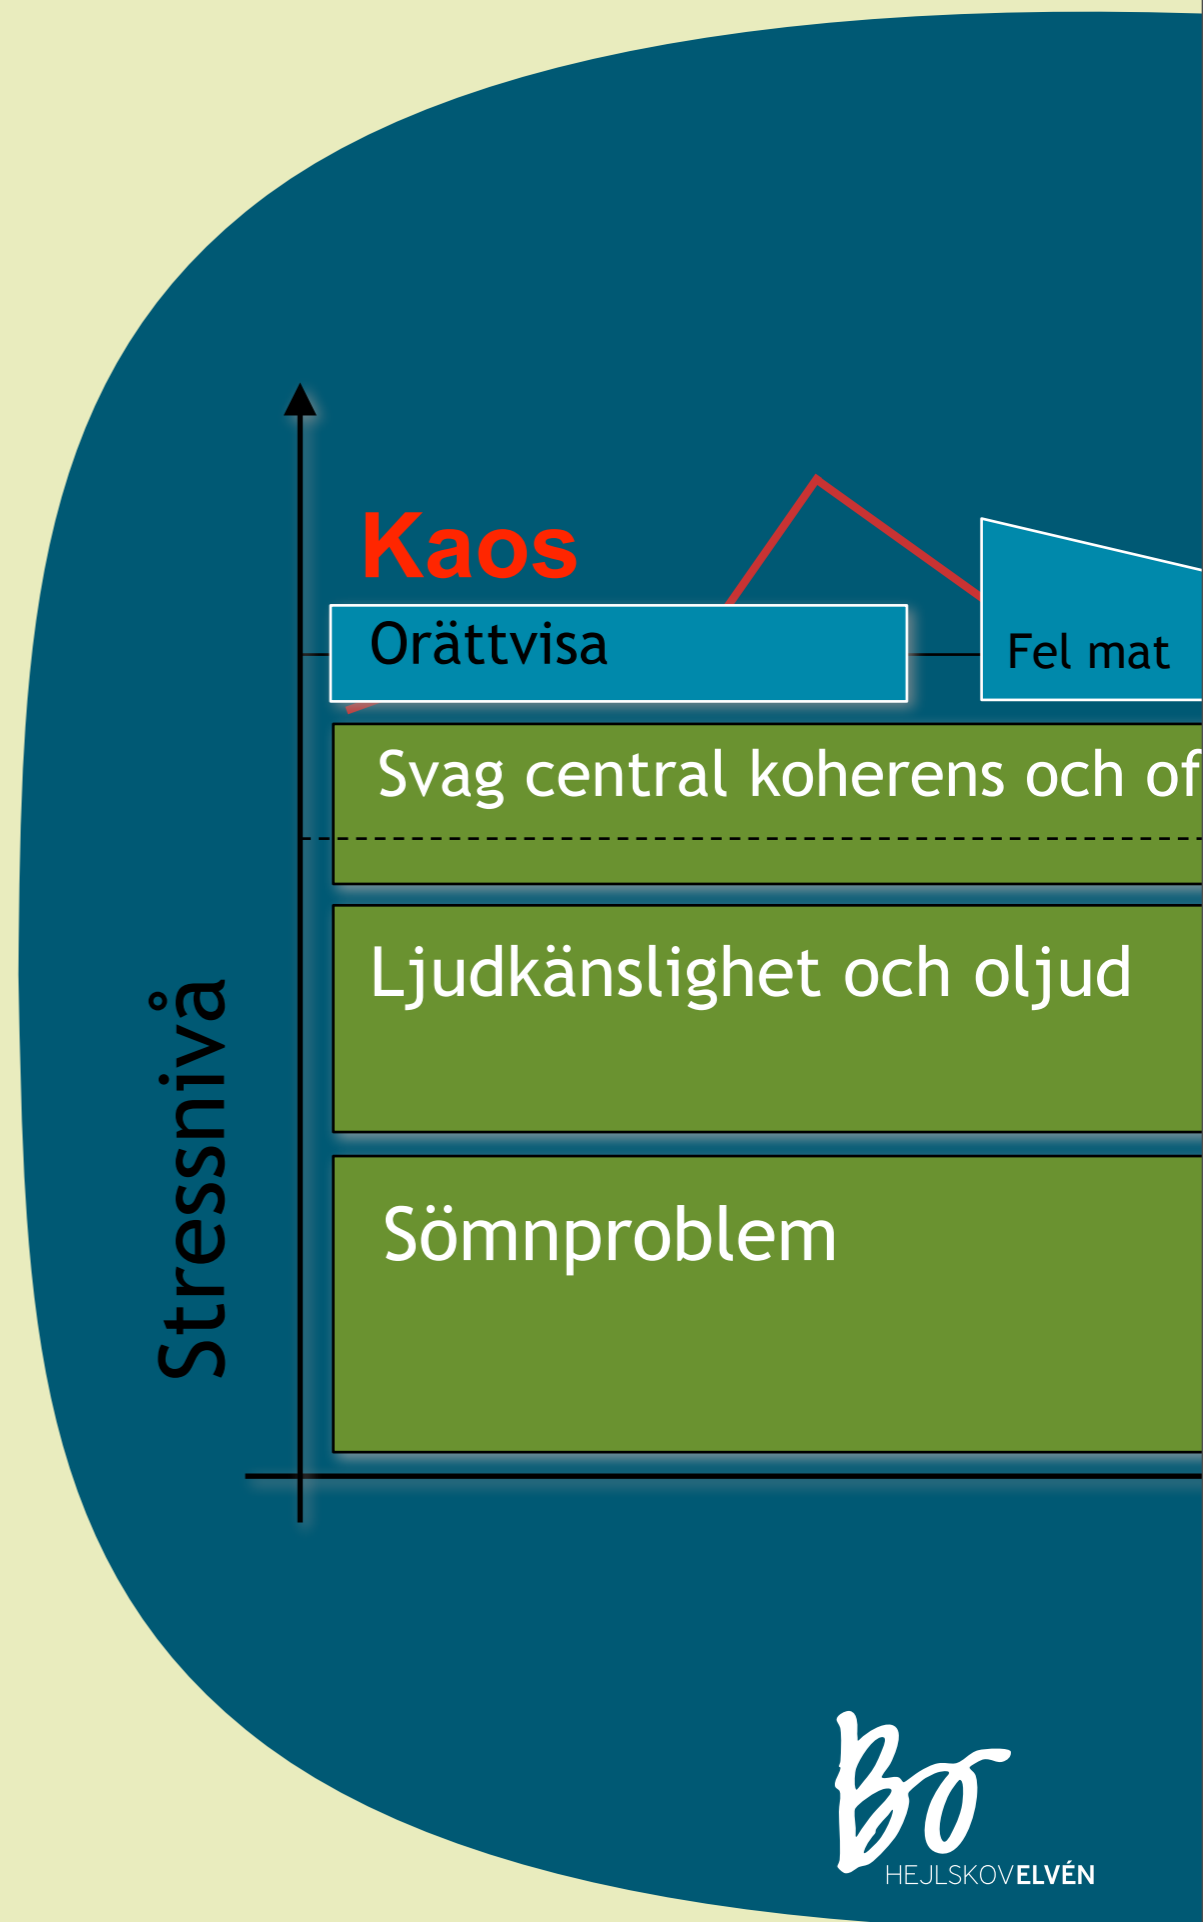 Kaos
Orättvisa
Fel mat
Svag central koherens och of
Ljudkänslighet och oljud
Sömnproblem
Stressnivå
Bo
HEJLSKOVELVÉN